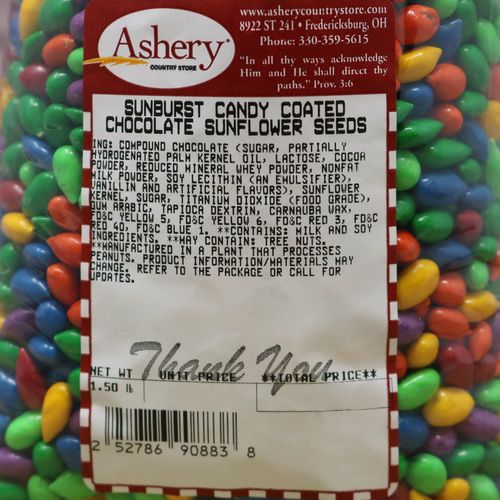 www.asherycountrystore.com
8922 ST 241 • Fredericksburg, OH
Phone: 330-359-5615
"In all thy ways acknowledge
Him and He shall direct thy
paths." Prov. 3:6
Ashery
COUNTRY STORE
SUNBURST CANDY COATED
CHOCOLATE SUNFLOWER SEEDS
ING: COMPOUND CHOCOLATE (SUGAR, PARTIALLY
HYDROGENATED PALM KERNEL OIL, LACTOSE, COCOA
POWDER, REDUCED MINERAL WHEY POWDER, NONFAT
MILK POWDER, SOY LECITHIN (AN EMULSIFIER),
VANILLIN AND ARTIFICIAL FLAVORS), SUNFLOWER
KERNEL, SUGAR, TITANIUM DIOXIDE (FOOD GRADE),
GUM ARABIC, TAPIOCA DEXTRIN, CARNAUBA WAX,
FD&C YELLOW 5, FD&C YELLOW 6, FD&C RED 3, FD&C
RED 40, FD&C BLUE 1. **CONTAINS: MILK AND SOY
INGREDIENTS. **MAY CONTAIN: TREE NUTS.
**MANUFACTURED IN A PLANT THAT PROCESSES
PEANUTS. PRODUCT INFORMATION/MATERIALS MAY
CHANGE. REFER TO THE PACKAGE OR CALL FOR
UPDATES.
Thank You
NET WT UNIT PRICE **TOTAL PRICE**
1.50 lb
2 52786 90883 8